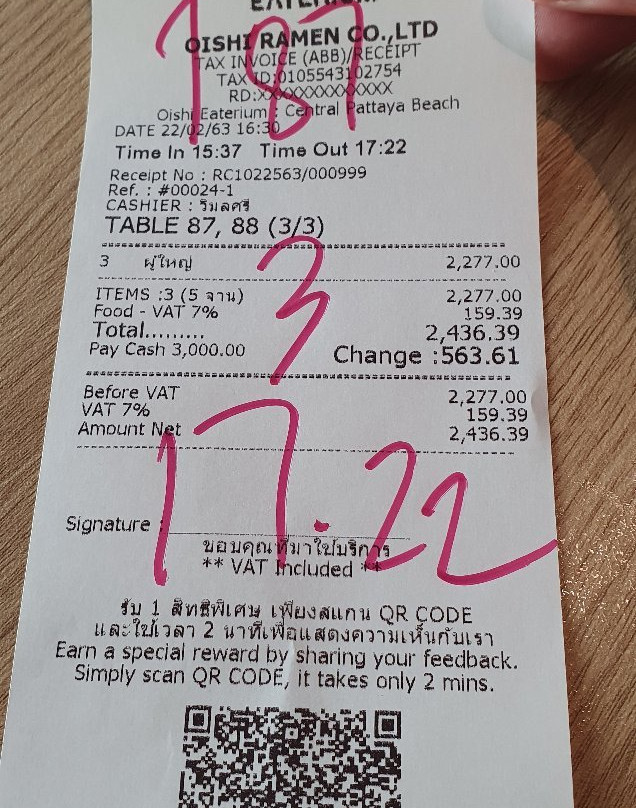 EATERIUM
OISHI RAMEN CO.,LTD
TAX INVOICE (ABB)/RECEIPT
TAX ID:0105543102754
RD:XXXXXXXXXXXXX
Oishi Eaterium : Central Pattaya Beach
DATE 22/02/63 16:30
Time In 15:37 Time Out 17:22
Receipt No : RC1022563/000999
Ref. : #00024-1
CASHIER : วิมลศรี
TABLE 87, 88 (3/3)
3 ผู้ใหญ่ 2,277.00
ITEMS :3 (5 จาน) 2,277.00
Food - VAT 7% 159.39
Total......... 2,436.39
Pay Cash 3,000.00 Change :563.61
Before VAT 2,277.00
VAT 7% 159.39
Amount Net 2,436.39
Signature :
ขอบคุณที่มาใช้บริการ
** VAT Included **
รับ 1 สิทธิพิเศษ เพียงสแกน QR CODE
และใช้เวลา 2 นาทีเพื่อแสดงความเห็นกับเรา
Earn a special reward by sharing your feedback.
Simply scan QR CODE, it takes only 2 mins.
187
3
17.22